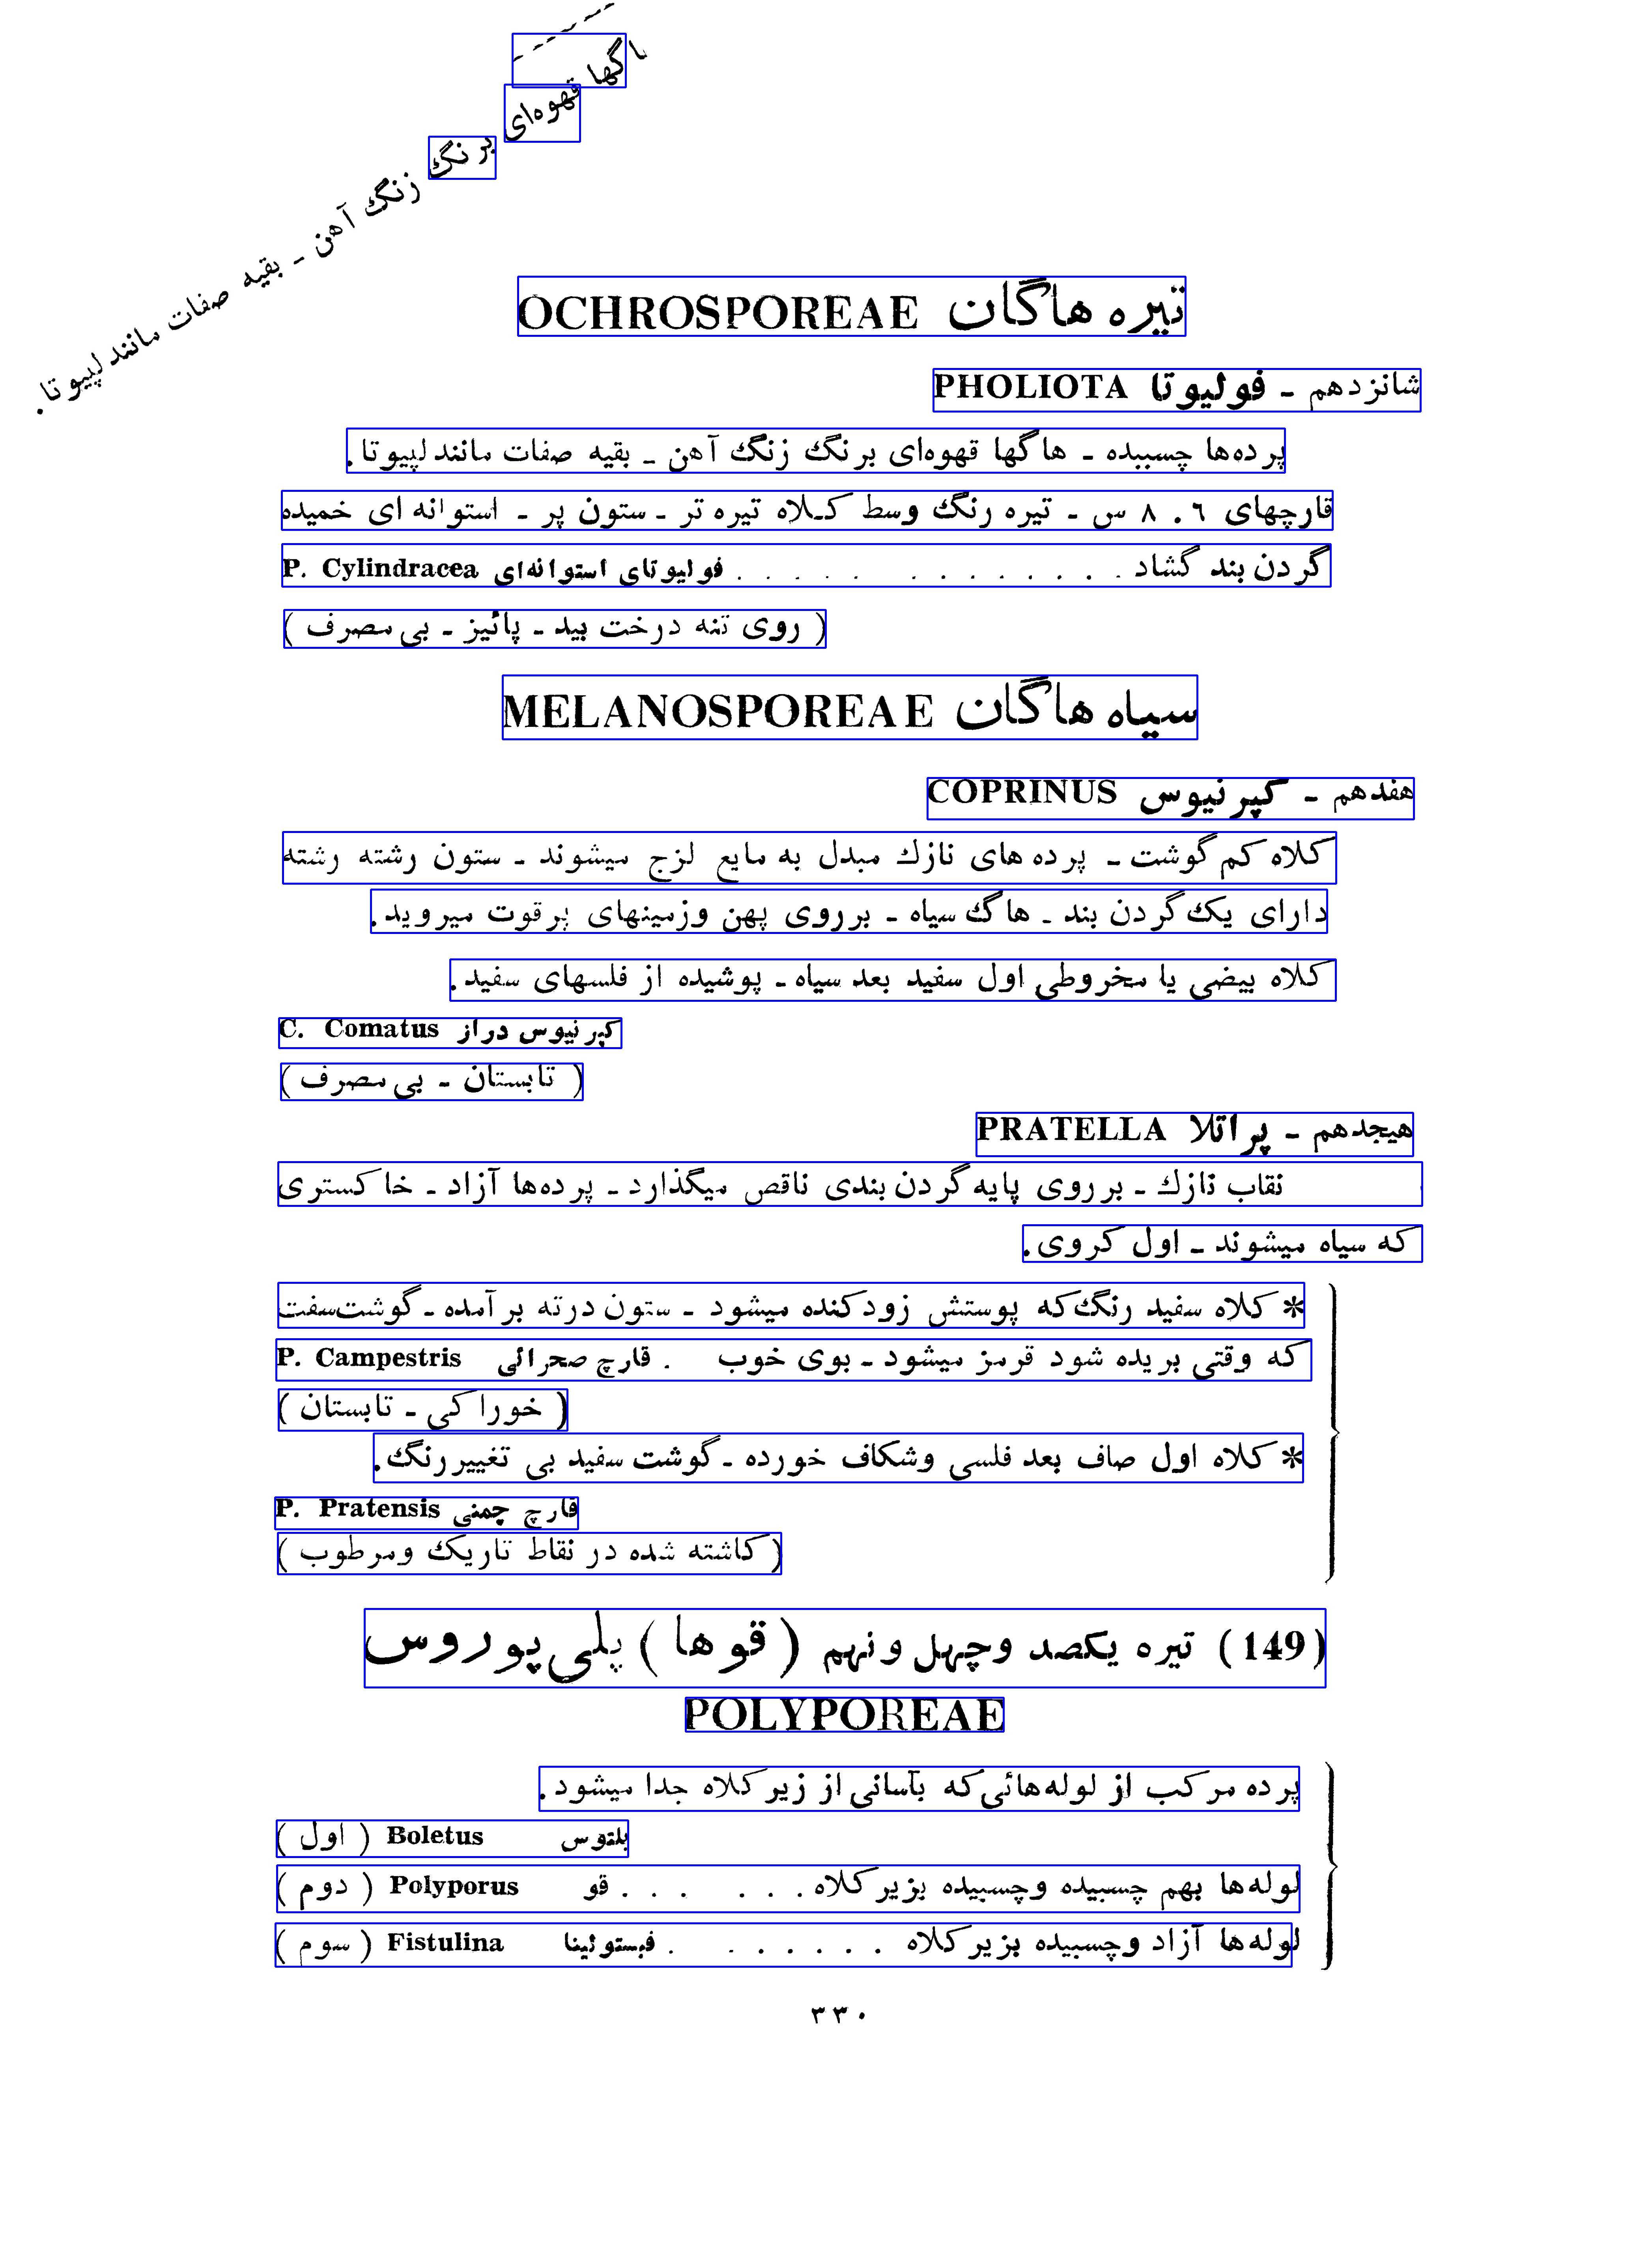 اگها قهوه‌ای برنگ زنگ آهن ـ بقیه صفات مانند لپیوتا.
تیره هاگان OCHROSPOREAE
شانزدهم ـ فولیوتا PHOLIOTA
پرده‌ها چسبیده ـ هاگها قهوه‌ای برنگ زنگ آهن ـ بقیه صفات مانند لپیوتا.
قارچهای ٦ . ٨ س ـ تیره رنگ وسط کلاه تیره تر ـ ستون پر ـ استوانه ای خمیده
گردن بند گشاد . . . . . . . . . . . . . فولیوتای استوانه‌ای P. Cylindracea
( روی تنه درخت بید ـ پائیز ـ بی مصرف )
سیاه هاگان MELANOSPOREAE
هفدهم ـ کپرنیوس COPRINUS
کلاه کم گوشت ـ پرده های نازك مبدل به مایع لزج میشوند ـ ستون رشته رشته
دارای یک گردن بند ـ هاگ سیاه ـ برروی پهن وزمینهای پرقوت میروید.
کلاه بیضی یا مخروطی اول سفید بعد سیاه ـ پوشیده از فلسهای سفید.
کپرنیوس دراز C. Comatus
( تابستان ـ بی مصرف )
هیجدهم ـ پراتلا PRATELLA
نقاب نازك ـ برروی پایه گردن بندی ناقص میگذارد ـ پرده‌ها آزاد ـ خاکستری
که سیاه میشوند ـ اول کروی.
* کلاه سفید رنگ که پوستش زود کنده میشود ـ ستون درته برآمده ـ گوشت سفت
که وقتی بریده شود قرمز میشود ـ بوی خوب . قارچ صحرائی P. Campestris
( خوراکی ـ تابستان )
* کلاه اول صاف بعد فلسی وشکاف خورده ـ گوشت سفید بی تغییر رنگ.
قارچ چمنی P. Pratensis
( کاشته شده در نقاط تاریک ومرطوب )
(149) تیره یکصد وچهل ونهم ( قوها ) پلی پوروس
POLYPOREAE
پرده مرکب از لوله‌هائی که بآسانی از زیر کلاه جدا میشود.
بلتوس Boletus ( اول )
لوله‌ها بهم چسبیده وچسبیده بزیر کلاه . . . . . . . قو Polyporus ( دوم )
لوله‌ها آزاد وچسبیده بزیر کلاه . . . . . . . فیستولینا Fistulina ( سوم )
۳۳۰